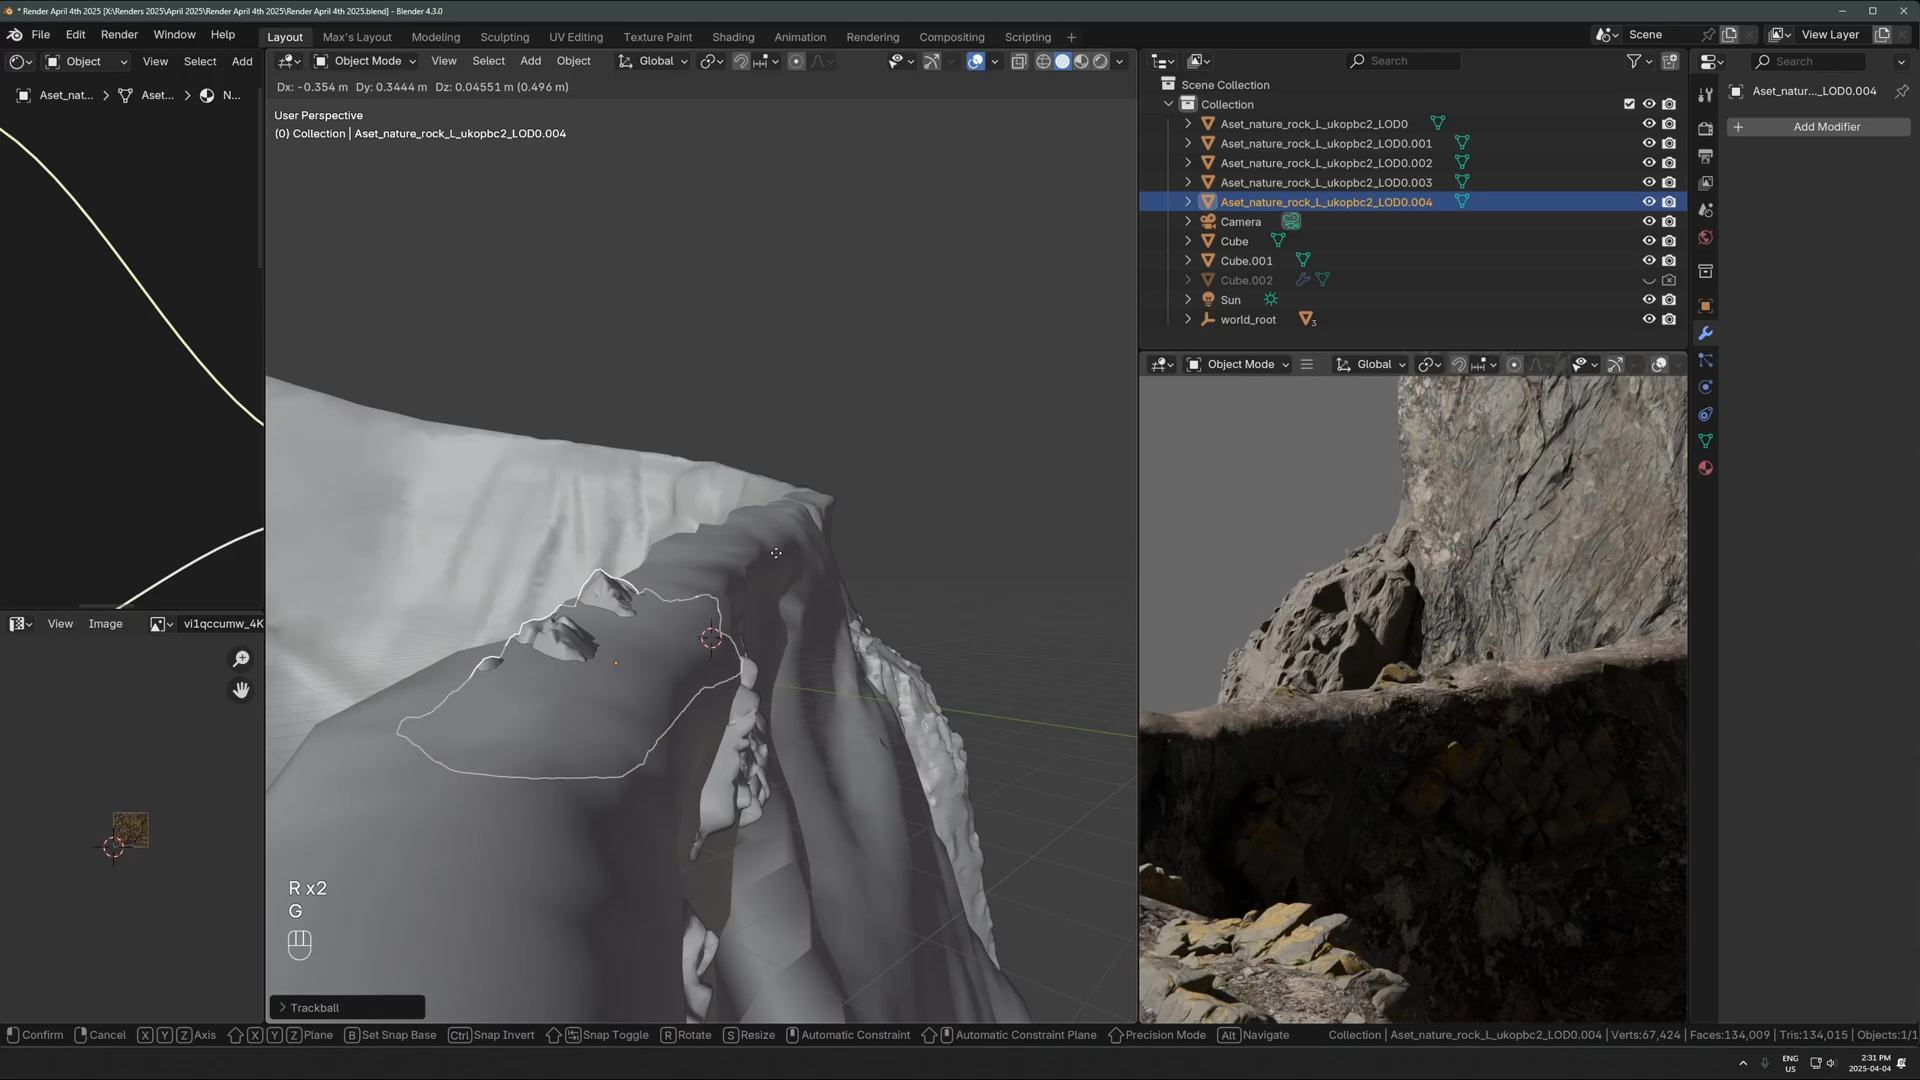 * Render April 4th 2025 [X:\Renders 2025\April 2025\Render April 4th 2025\Render April 4th 2025.blend] - Blender 4.3.0
File Edit Render Window Help Layout Max's Layout Modeling Sculpting UV Editing Texture Paint Shading Animation Rendering Compositing Scripting + Scene View Layer
Object View Select Add
Object Mode View Select Add Object Global
Search
Search
Aset_nat... > Aset... > N...
Dx: -0.354 m Dy: 0.3444 m Dz: 0.04551 m (0.496 m)
User Perspective
(0) Collection | Aset_nature_rock_L_ukopbc2_LOD0.004
Scene Collection
Collection
Aset_nature_rock_L_ukopbc2_LOD0
Aset_nature_rock_L_ukopbc2_LOD0.001
Aset_nature_rock_L_ukopbc2_LOD0.002
Aset_nature_rock_L_ukopbc2_LOD0.003
Aset_nature_rock_L_ukopbc2_LOD0.004
Camera
Cube
Cube.001
Cube.002
Sun
world_root 3
Aset_natur..._LOD0.004
+ Add Modifier
Object Mode Global
View Image vi1qccumw_4K
R x2
G
> Trackball
Confirm Cancel X Y Z Axis X Y Z Plane B Set Snap Base Ctrl Snap Invert Snap Toggle R Rotate S Resize Automatic Constraint Automatic Constraint Plane Precision Mode Alt Navigate Collection | Aset_nature_rock_L_ukopbc2_LOD0.004 | Verts:67,424 | Faces:134,009 | Tris:134,015 | Objects:1/1
ENG
US
2:31 PM
2025-04-04